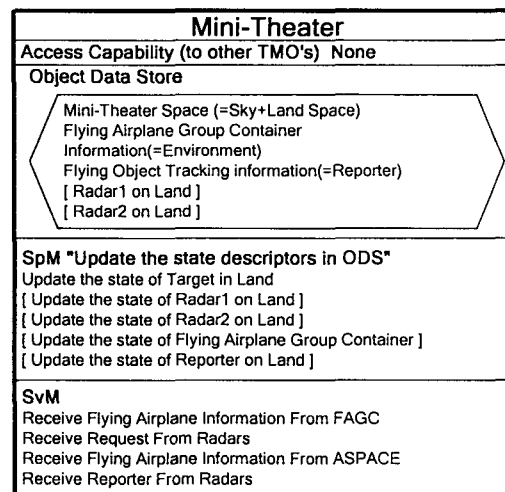 Mini-Theater
Access Capability (to other TMO's) None
Object Data Store
Mini-Theater Space (=Sky+Land Space)
Flying Airplane Group Container
Information(=Environment)
Flying Object Tracking information(=Reporter)
[ Radar1 on Land ]
[ Radar2 on Land ]
SpM "Update the state descriptors in ODS"
Update the state of Target in Land
[ Update the state of Radar1 on Land ]
[ Update the state of Radar2 on Land ]
[ Update the state of Flying Airplane Group Container ]
[ Update the state of Reporter on Land ]
SvM
Receive Flying Airplane Information From FAGC
Receive Request From Radars
Receive Flying Airplane Information From ASPACE
Receive Reporter From Radars